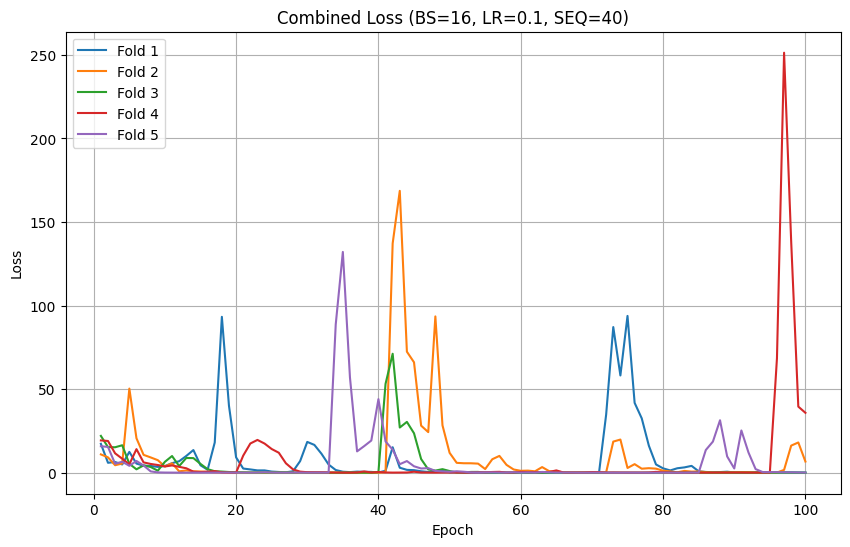 Combined Loss (BS=16, LR=0.1, SEQ=40)
Fold 1
Fold 2
Fold 3
Fold 4
Fold 5
Loss
250
200
150
100
50
0
0 20 40 60 80 100
Epoch